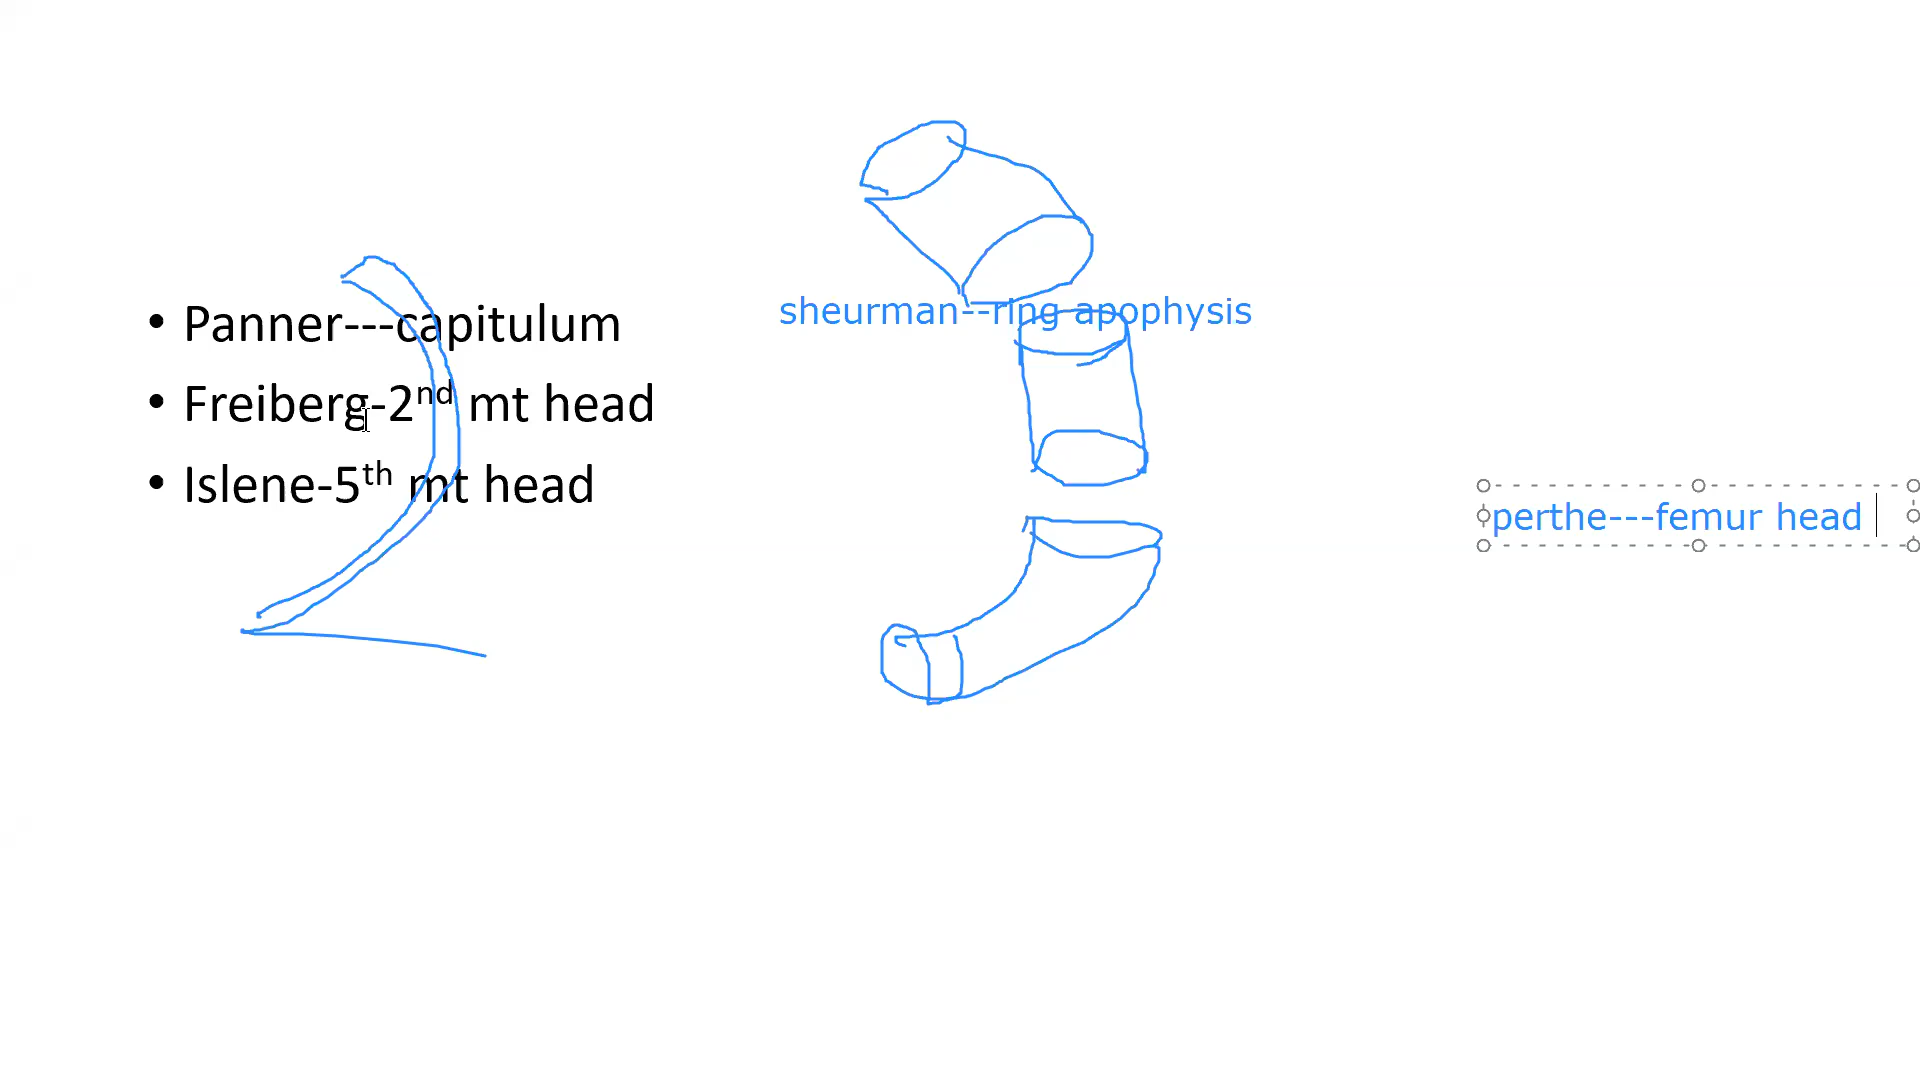 • Panner---capitulum
• Freiberg-2nd mt head
• Islene-5th mt head
sheurman--ring apophysis
perthe---femur head